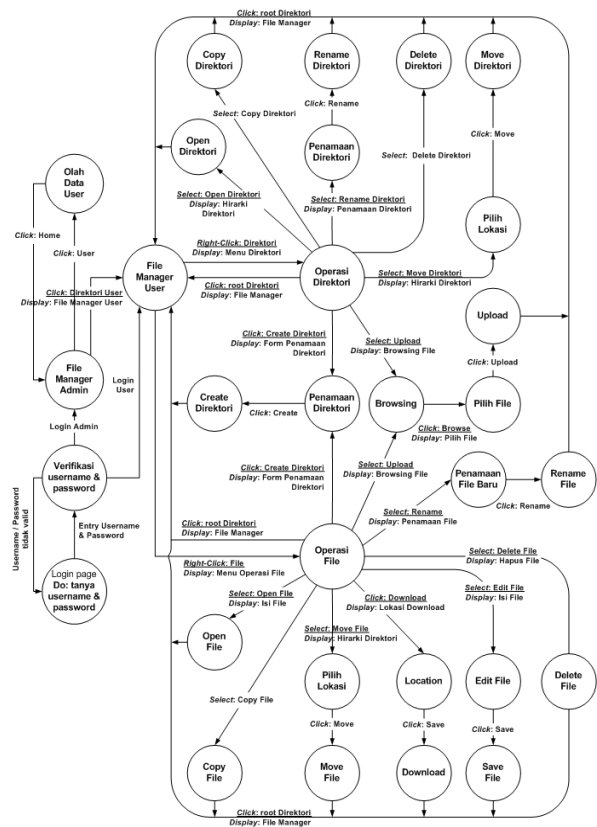 Click: root Direktori
Display: File Manager
Copy
Direktori
Rename
Direktori
Delete
Direktori
Move
Direktori
Click: Rename
Select: Copy Direktori
Click: Move
Open
Direktori
Penamaan
Direktori
Select: Delete Direktori
Olah
Data
User
Select: Open Direktori
Display: Hirarki
Direktori
Select: Rename Direktori
Display: Penamaan Direktori
Pilih
Lokasi
Click: Home
Click: User
Right-Click: Direktori
Display: Menu Direktori
File
Manager
User
Operasi
Direktori
Select: Move Direktori
Display: Hirarki Direktori
Click: Direktori User
Display: File Manager User
Click: root Direktori
Display: File Manager
Upload
Click: Create Direktori
Display: Form Penamaan
Direktori
Select: Upload
Display: Browsing File
Click: Upload
File
Manager
Admin
Login
User
Create
Direktori
Click: Create
Penamaan
Direktori
Browsing
Pilih File
Click: Browse
Display: Pilih File
Login Admin
Verifikasi
username &
password
Click: Create Direktori
Display: Form Penamaan
Direktori
Select: Upload
Display: Browsing File
Penamaan
File Baru
Rename
File
Click: Rename
Select: Rename
Display: Penamaan File
Username / Password
tidak valid
Entry Username
& Password
Click: root Direktori
Display: File Manager
Operasi
File
Select: Delete File
Display: Hapus File
Login page
Do: tanya
username &
password
Right-Click: File
Display: Menu Operasi File
Select: Open File
Display: Isi File
Click: Download
Display: Lokasi Download
Select: Edit File
Display: Isi File
Select: Move File
Display: Hirarki Direktori
Open
File
Pilih
Lokasi
Location
Edit File
Delete
File
Select: Copy File
Click: Move
Click: Save
Click: Save
Copy
File
Move
File
Download
Save
File
Click: root Direktori
Display: File Manager